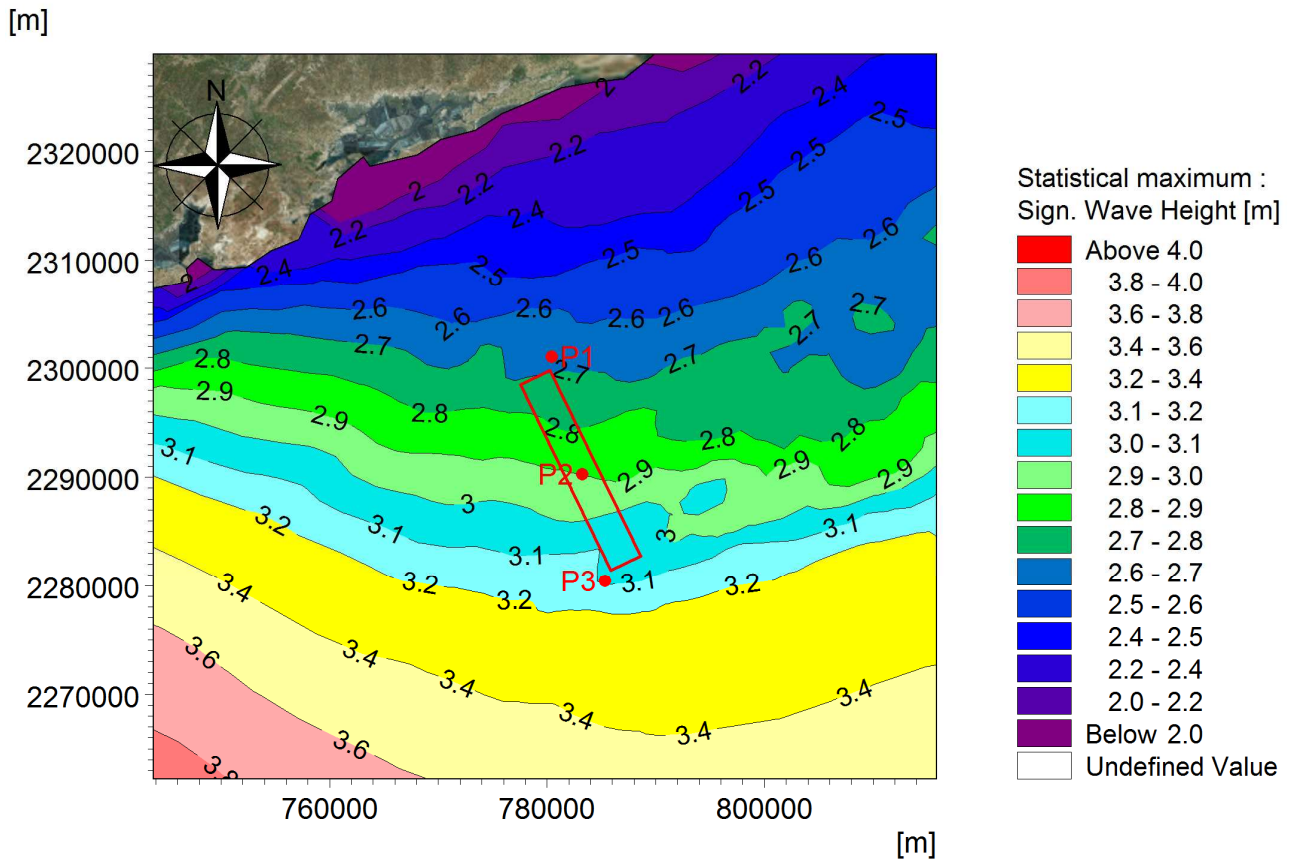 [m]
N
2 2.2 2.4 2.5
2320000
2.2 2.5
2 2.2 2.5
2.4
2.2 2.6
2310000
2.4 2.5 2.5 2.6
2
2.6 2.6 2.6 2.6 2.7 2.7
2.6
2300000
2.8 2.7 P1 2.7 2.7
2.9 2.9 2.8 2.8 2.8 2.8
2290000
3.1 P2 2.9 2.9 2.9
3.2 3.1 3 3 3.1
3.1
2280000
3.4 3.2 3.2 P3 3.1 3.2
3.6 3.4 3.4
2270000
3.4 3.4 3.4
3.6
3.8
760000 780000 800000
[m]
Statistical maximum :
Sign. Wave Height [m]
Above 4.0
3.8 - 4.0
3.6 - 3.8
3.4 - 3.6
3.2 - 3.4
3.1 - 3.2
3.0 - 3.1
2.9 - 3.0
2.8 - 2.9
2.7 - 2.8
2.6 - 2.7
2.5 - 2.6
2.4 - 2.5
2.2 - 2.4
2.0 - 2.2
Below 2.0
Undefined Value